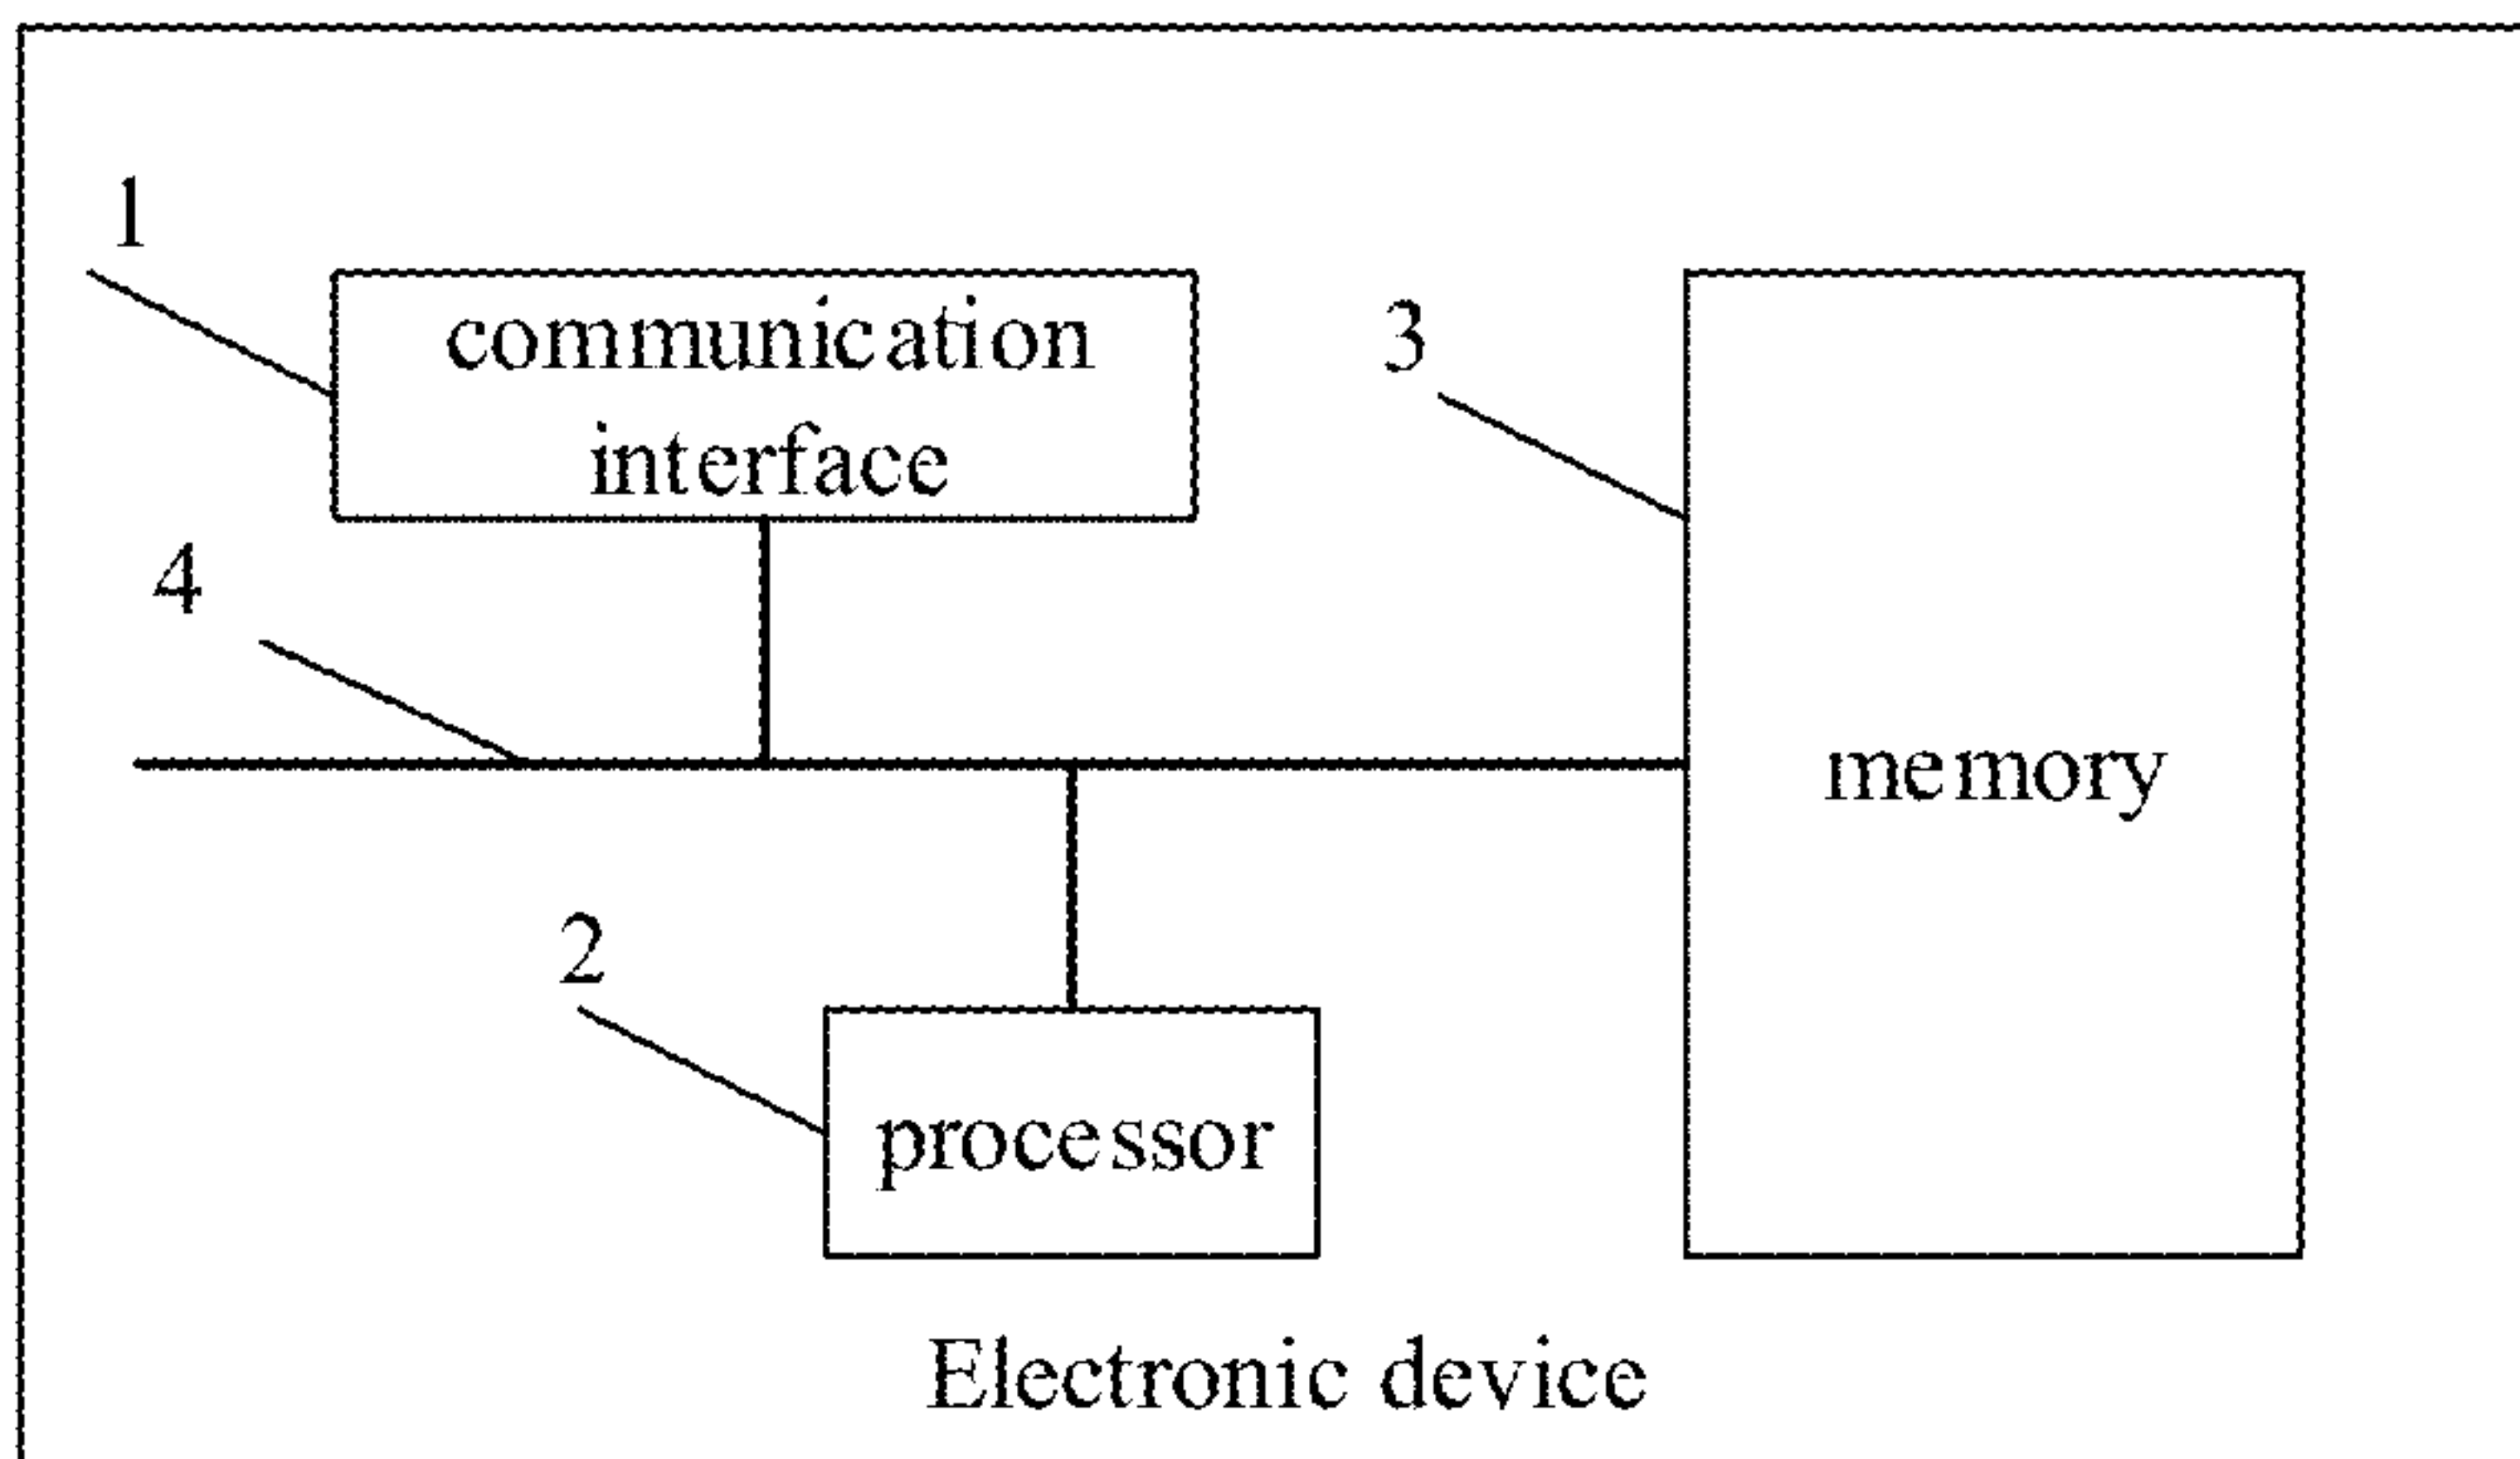 1
communication
interface
3
4
memory
2
processor
Electronic device